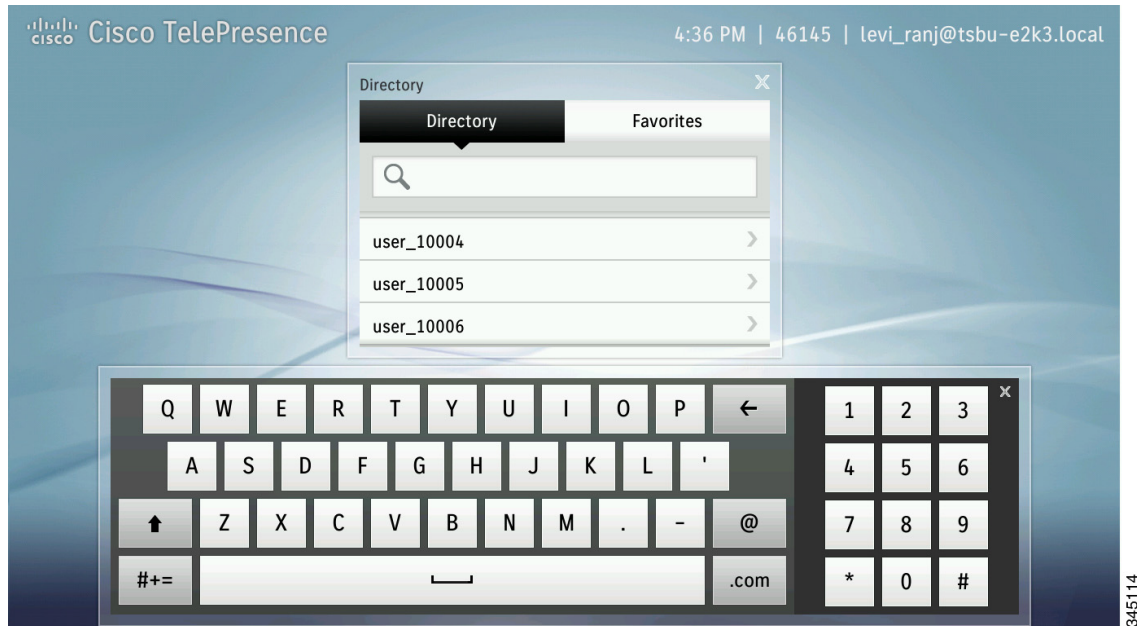 cisco Cisco TelePresence
4:36 PM | 46145 | levi_ranj@tsbu-e2k3.local
Directory X
Directory Favorites
user_10004
user_10005
user_10006
Q W E R T Y U I O P ← 1 2 3 X
A S D F G H J K L ' 4 5 6
Z X C V B N M . - @ 7 8 9
#+= .com * 0 #
345114